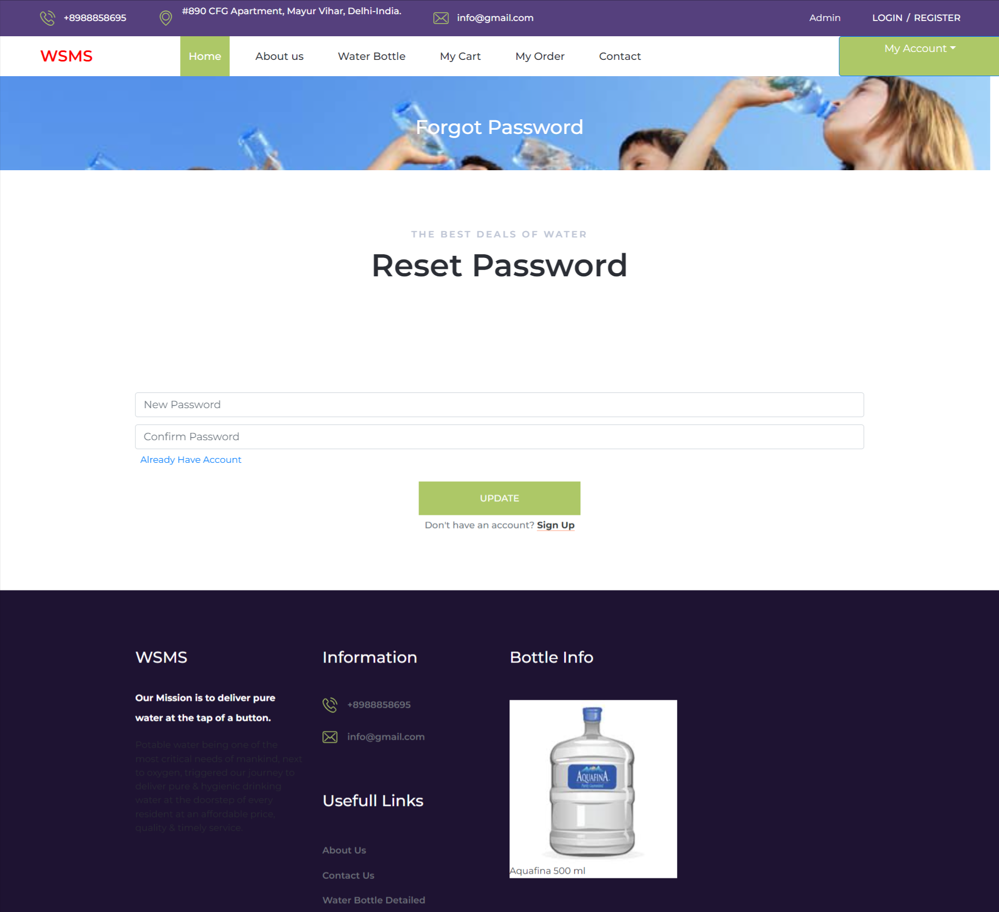 +8988858695
#890 CFG Apartment, Mayur Vihar, Delhi-India.
info@gmail.com
Admin
LOGIN / REGISTER
WSMS
Home
About us
Water Bottle
My Cart
My Order
Contact
My Account
Forgot Password
THE BEST DEALS OF WATER
Reset Password
New Password
Confirm Password
Already Have Account
UPDATE
Don't have an account? Sign Up
WSMS
Our Mission is to deliver pure
water at the tap of a button.
Potable water being one of the
most critical needs of mankind, next
to oxygen, triggered our journey to
deliver pure & hygienic drinking
water at the doorstep of every
resident at an affordable price,
quality & timely service.
Information
+8988858695
info@gmail.com
Usefull Links
About Us
Contact Us
Water Bottle Detailed
Bottle Info
AQUAFINA
Aquafina 500 ml